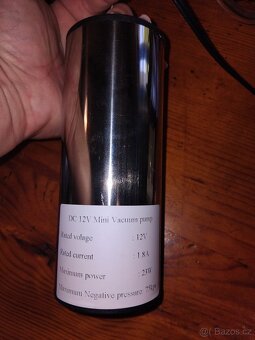 DC 12V Mini Vacuum pump
Rated voltage : 12V
Rated current : 1.8A
Maximum power : 25W
Maximum Negative pressure
© Bazos.cz